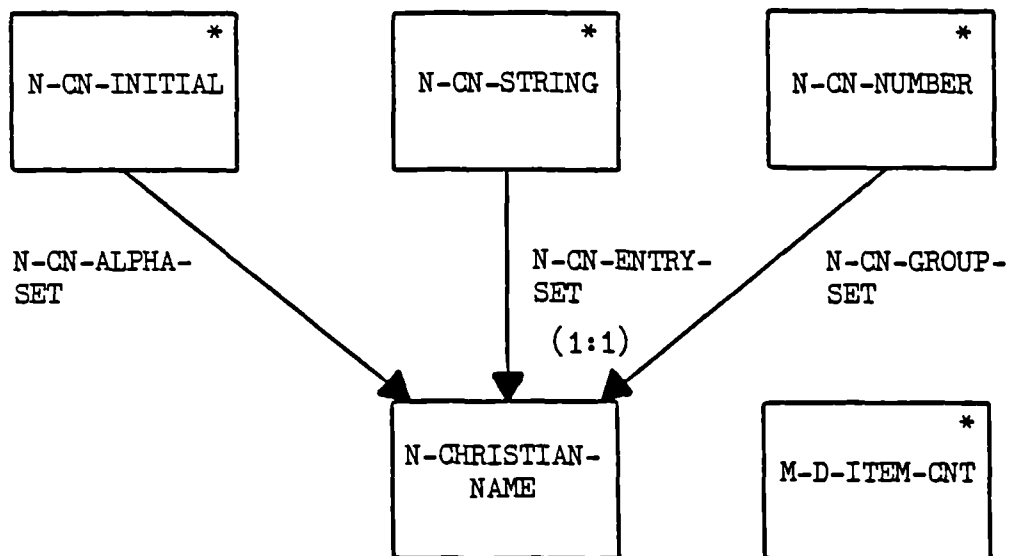 *
*
*
N-CN-INITIAL
N-CN-STRING
N-CN-NUMBER
N-CN-ALPHA-
SET
N-CN-ENTRY-
SET
(1:1)
N-CN-GROUP-
SET
N-CHRISTIAN-
NAME
*
M-D-ITEM-CNT